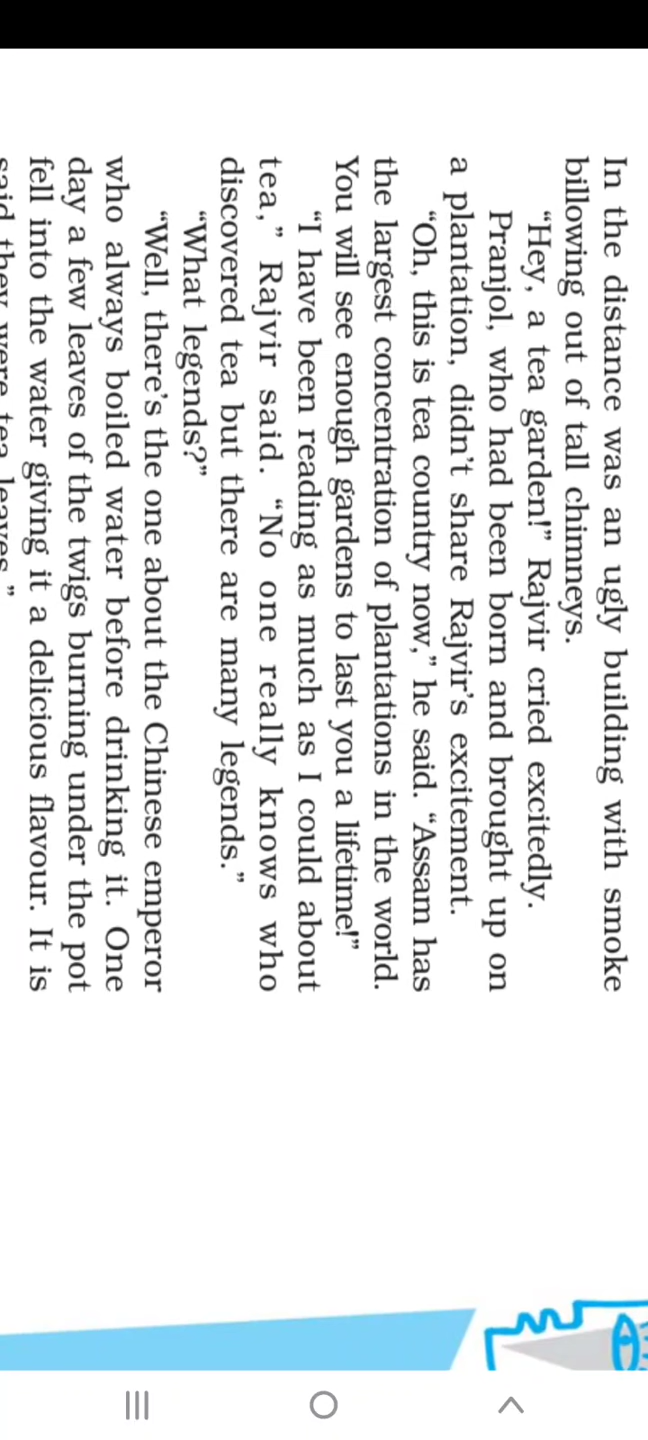 In the distance was an ugly building with smoke
billowing out of tall chimneys.
“Hey, a tea garden!” Rajvir cried excitedly.
Pranjol, who had been born and brought up on
a plantation, didn’t share Rajvir’s excitement.
“Oh, this is tea country now,” he said. “Assam has
the largest concentration of plantations in the world.
You will see enough gardens to last you a lifetime!”
“I have been reading as much as I could about
tea,” Rajvir said. “No one really knows who
discovered tea but there are many legends.”
“What legends?”
“Well, there’s the one about the Chinese emperor
who always boiled water before drinking it. One
day a few leaves of the twigs burning under the pot
fell into the water giving it a delicious flavour. It is
said they were tea leaves.”